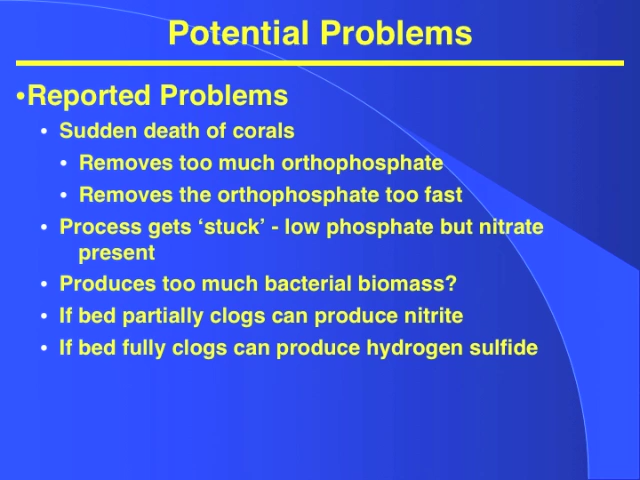 Potential Problems
•Reported Problems
• Sudden death of corals
• Removes too much orthophosphate
• Removes the orthophosphate too fast
• Process gets ‘stuck’ - low phosphate but nitrate
present
• Produces too much bacterial biomass?
• If bed partially clogs can produce nitrite
• If bed fully clogs can produce hydrogen sulfide